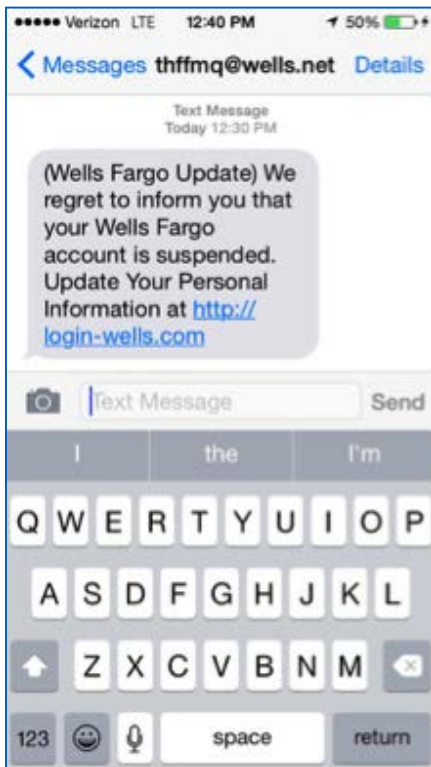 Verizon LTE 12:40 PM 50%
Messages thffmq@wells.net Details
Text Message
Today 12:30 PM
(Wells Fargo Update) We
regret to inform you that
your Wells Fargo
account is suspended.
Update Your Personal
Information at http://
login-wells.com
Text Message Send
I the I'm
Q W E R T Y U I O P
A S D F G H J K L
Z X C V B N M
123 space return